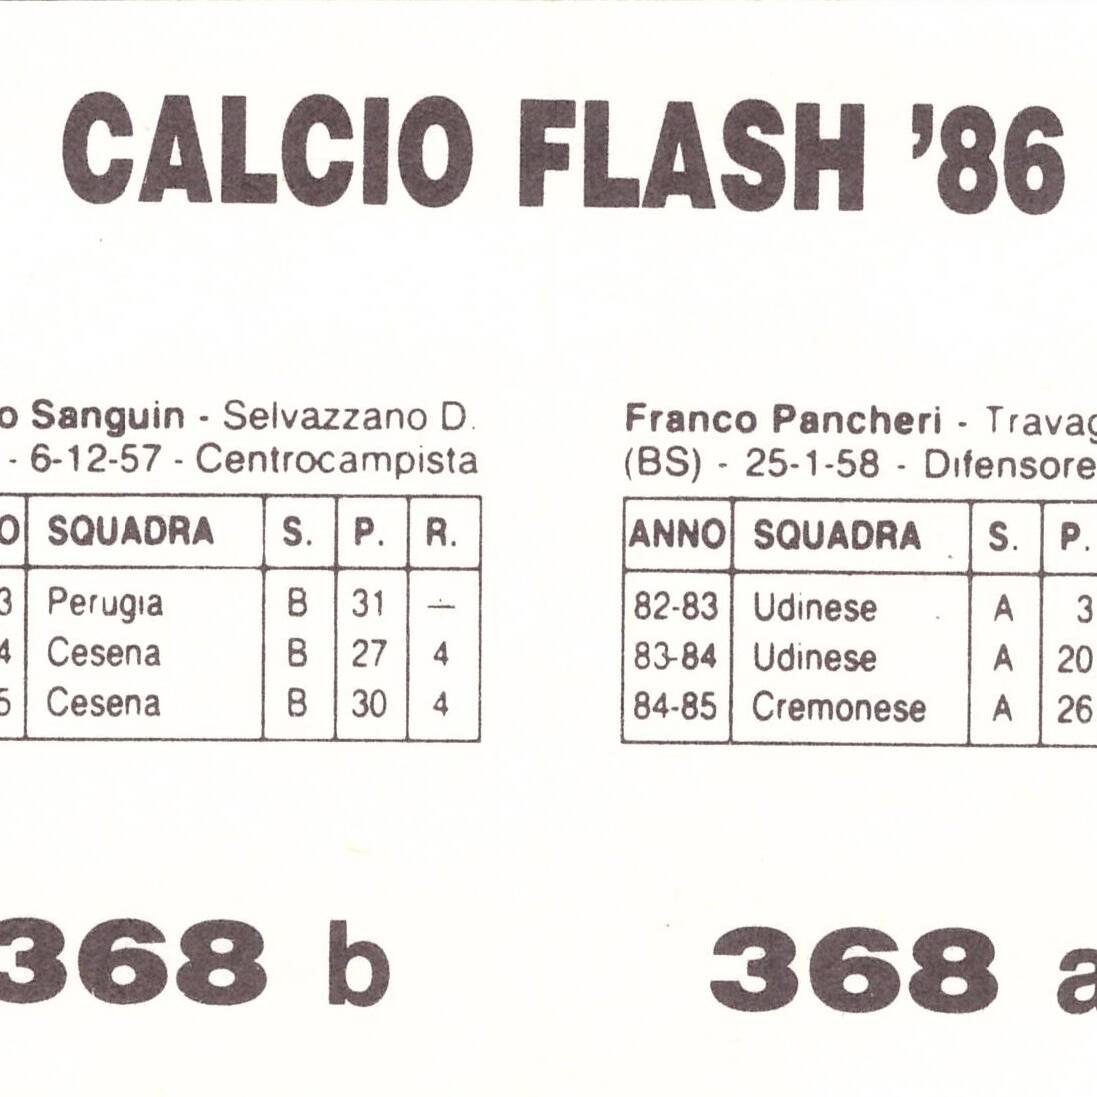 CALCIO FLASH '86
o Sanguin - Selvazzano D.
- 6-12-57 - Centrocampista
O SQUADRA S. P. R.
3 Perugia B 31 —
4 Cesena B 27 4
5 Cesena B 30 4
368 b
Franco Pancheri - Travag
(BS) - 25-1-58 - Difensore
ANNO SQUADRA S. P.
82-83 Udinese A 3
83-84 Udinese A 20
84-85 Cremonese A 26
368 a